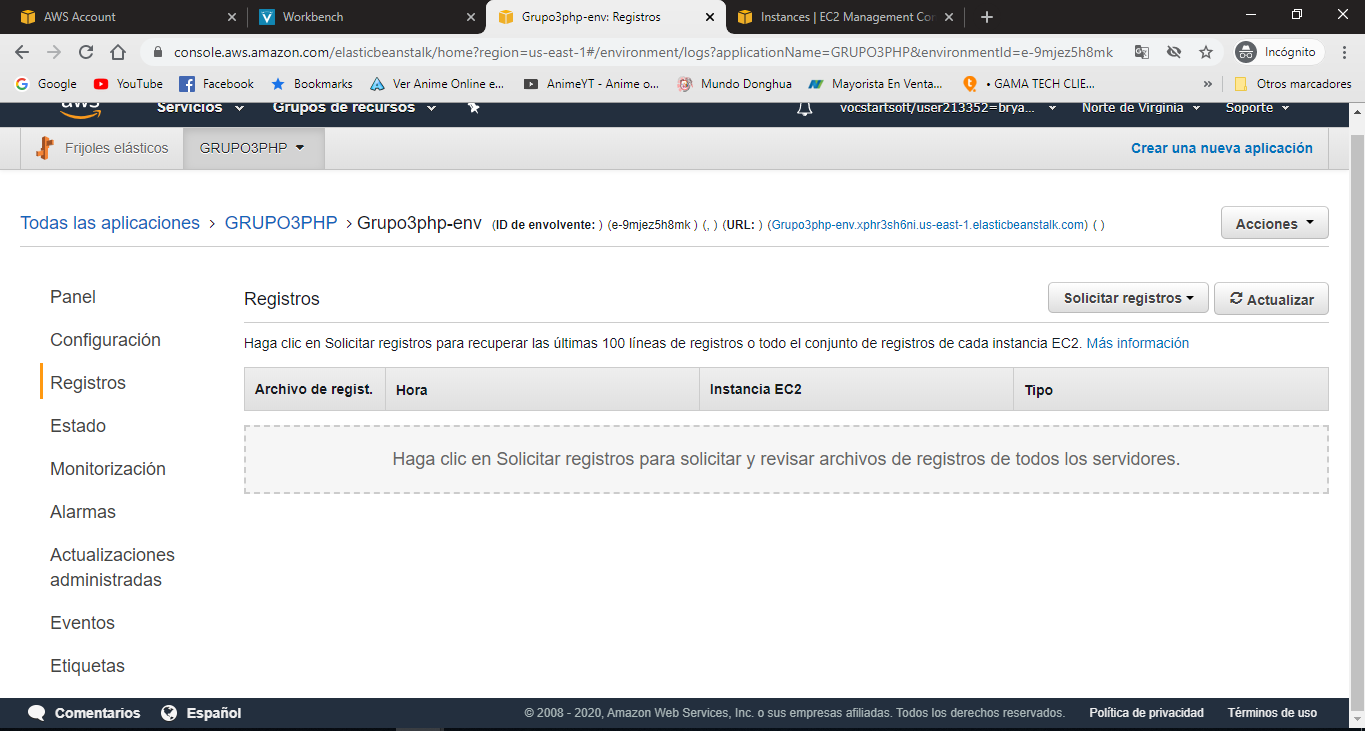 AWS Account
Workbench
Grupo3php-env: Registros
Instances | EC2 Management Cor
console.aws.amazon.com/elasticbeanstalk/home?region=us-east-1#/environment/logs?applicationName=GRUPO3PHP&environmentId=e-9mjez5h8mk
Incógnito
Google
YouTube
Facebook
Bookmarks
Ver Anime Online e...
AnimeYT - Anime o...
Mundo Donghua
Mayorista En Venta...
• GAMA TECH CLIE...
»
Otros marcadores
aws
Servicios
Grupos de recursos
vocstartsoft/user213352=brya...
Norte de Virginia
Soporte
Frijoles elásticos
GRUPO3PHP
Crear una nueva aplicación
Todas las aplicaciones > GRUPO3PHP > Grupo3php-env (ID de envolvente: ) (e-9mjez5h8mk ) (, ) (URL: ) (Grupo3php-env.xphr3sh6ni.us-east-1.elasticbeanstalk.com) ( )
Acciones
Panel
Configuración
Registros
Estado
Monitorización
Alarmas
Actualizaciones
administradas
Eventos
Etiquetas
Registros
Solicitar registros
Actualizar
Haga clic en Solicitar registros para recuperar las últimas 100 líneas de registros o todo el conjunto de registros de cada instancia EC2. Más información
Archivo de regist.
Hora
Instancia EC2
Tipo
Haga clic en Solicitar registros para solicitar y revisar archivos de registros de todos los servidores.
Comentarios
Español
© 2008 - 2020, Amazon Web Services, Inc. o sus empresas afiliadas. Todos los derechos reservados.
Política de privacidad
Términos de uso